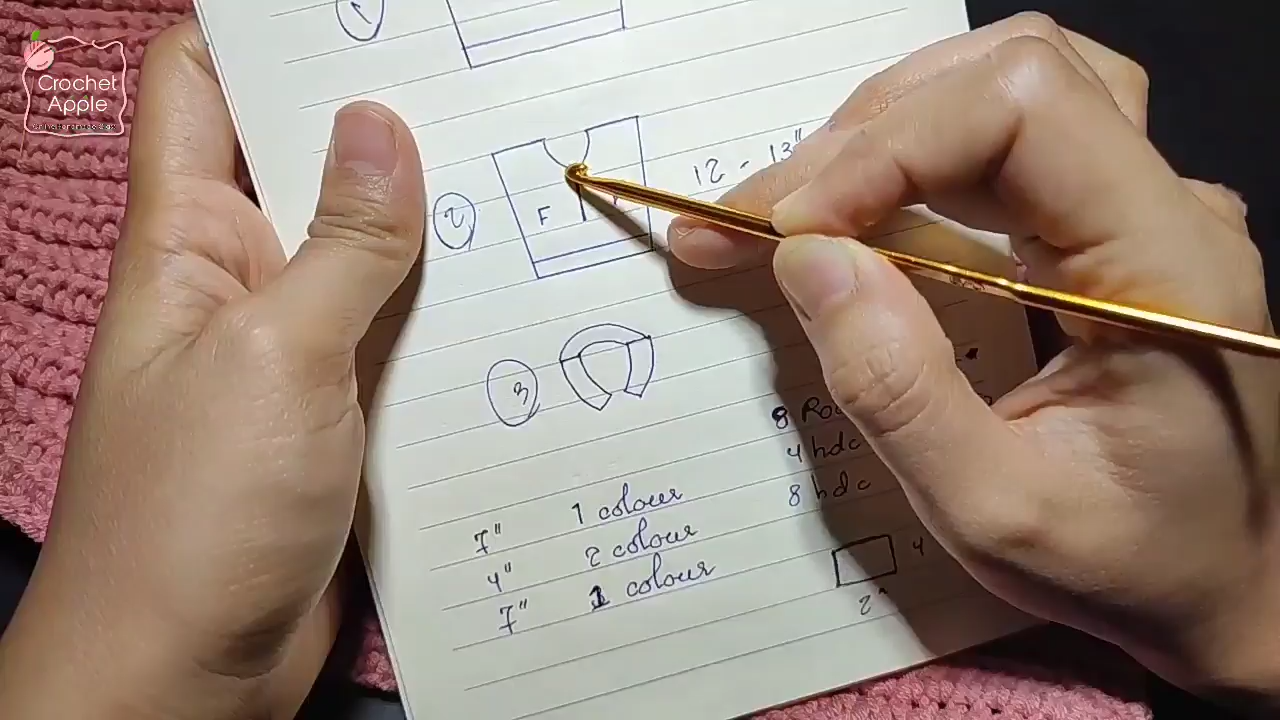 Crochet
Apple
1
12 - 13"
2
F
3
8
4 hdc
8 hdc
7" 1 colour
4" 2 colour
7" 1 colour
4
2"